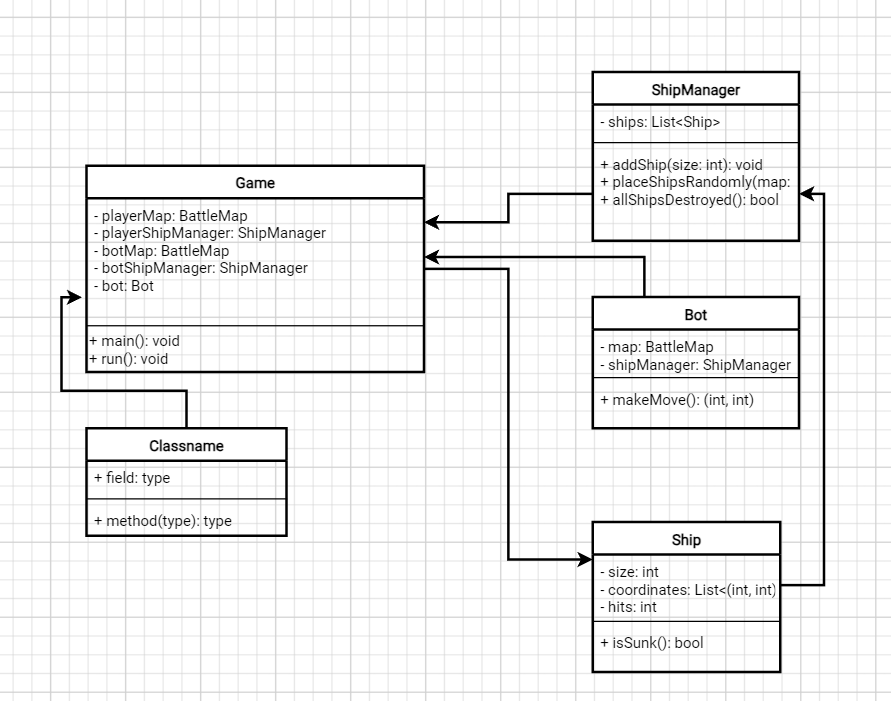 ShipManager
- ships: List<Ship>
+ addShip(size: int): void
+ placeShipsRandomly(map:
+ allShipsDestroyed(): bool
Game
- playerMap: BattleMap
- playerShipManager: ShipManager
- botMap: BattleMap
- botShipManager: ShipManager
- bot: Bot
+ main(): void
+ run(): void
Bot
- map: BattleMap
- shipManager: ShipManager
+ makeMove(): (int, int)
Classname
+ field: type
+ method(type): type
Ship
- size: int
- coordinates: List<(int, int)
- hits: int
+ isSunk(): bool